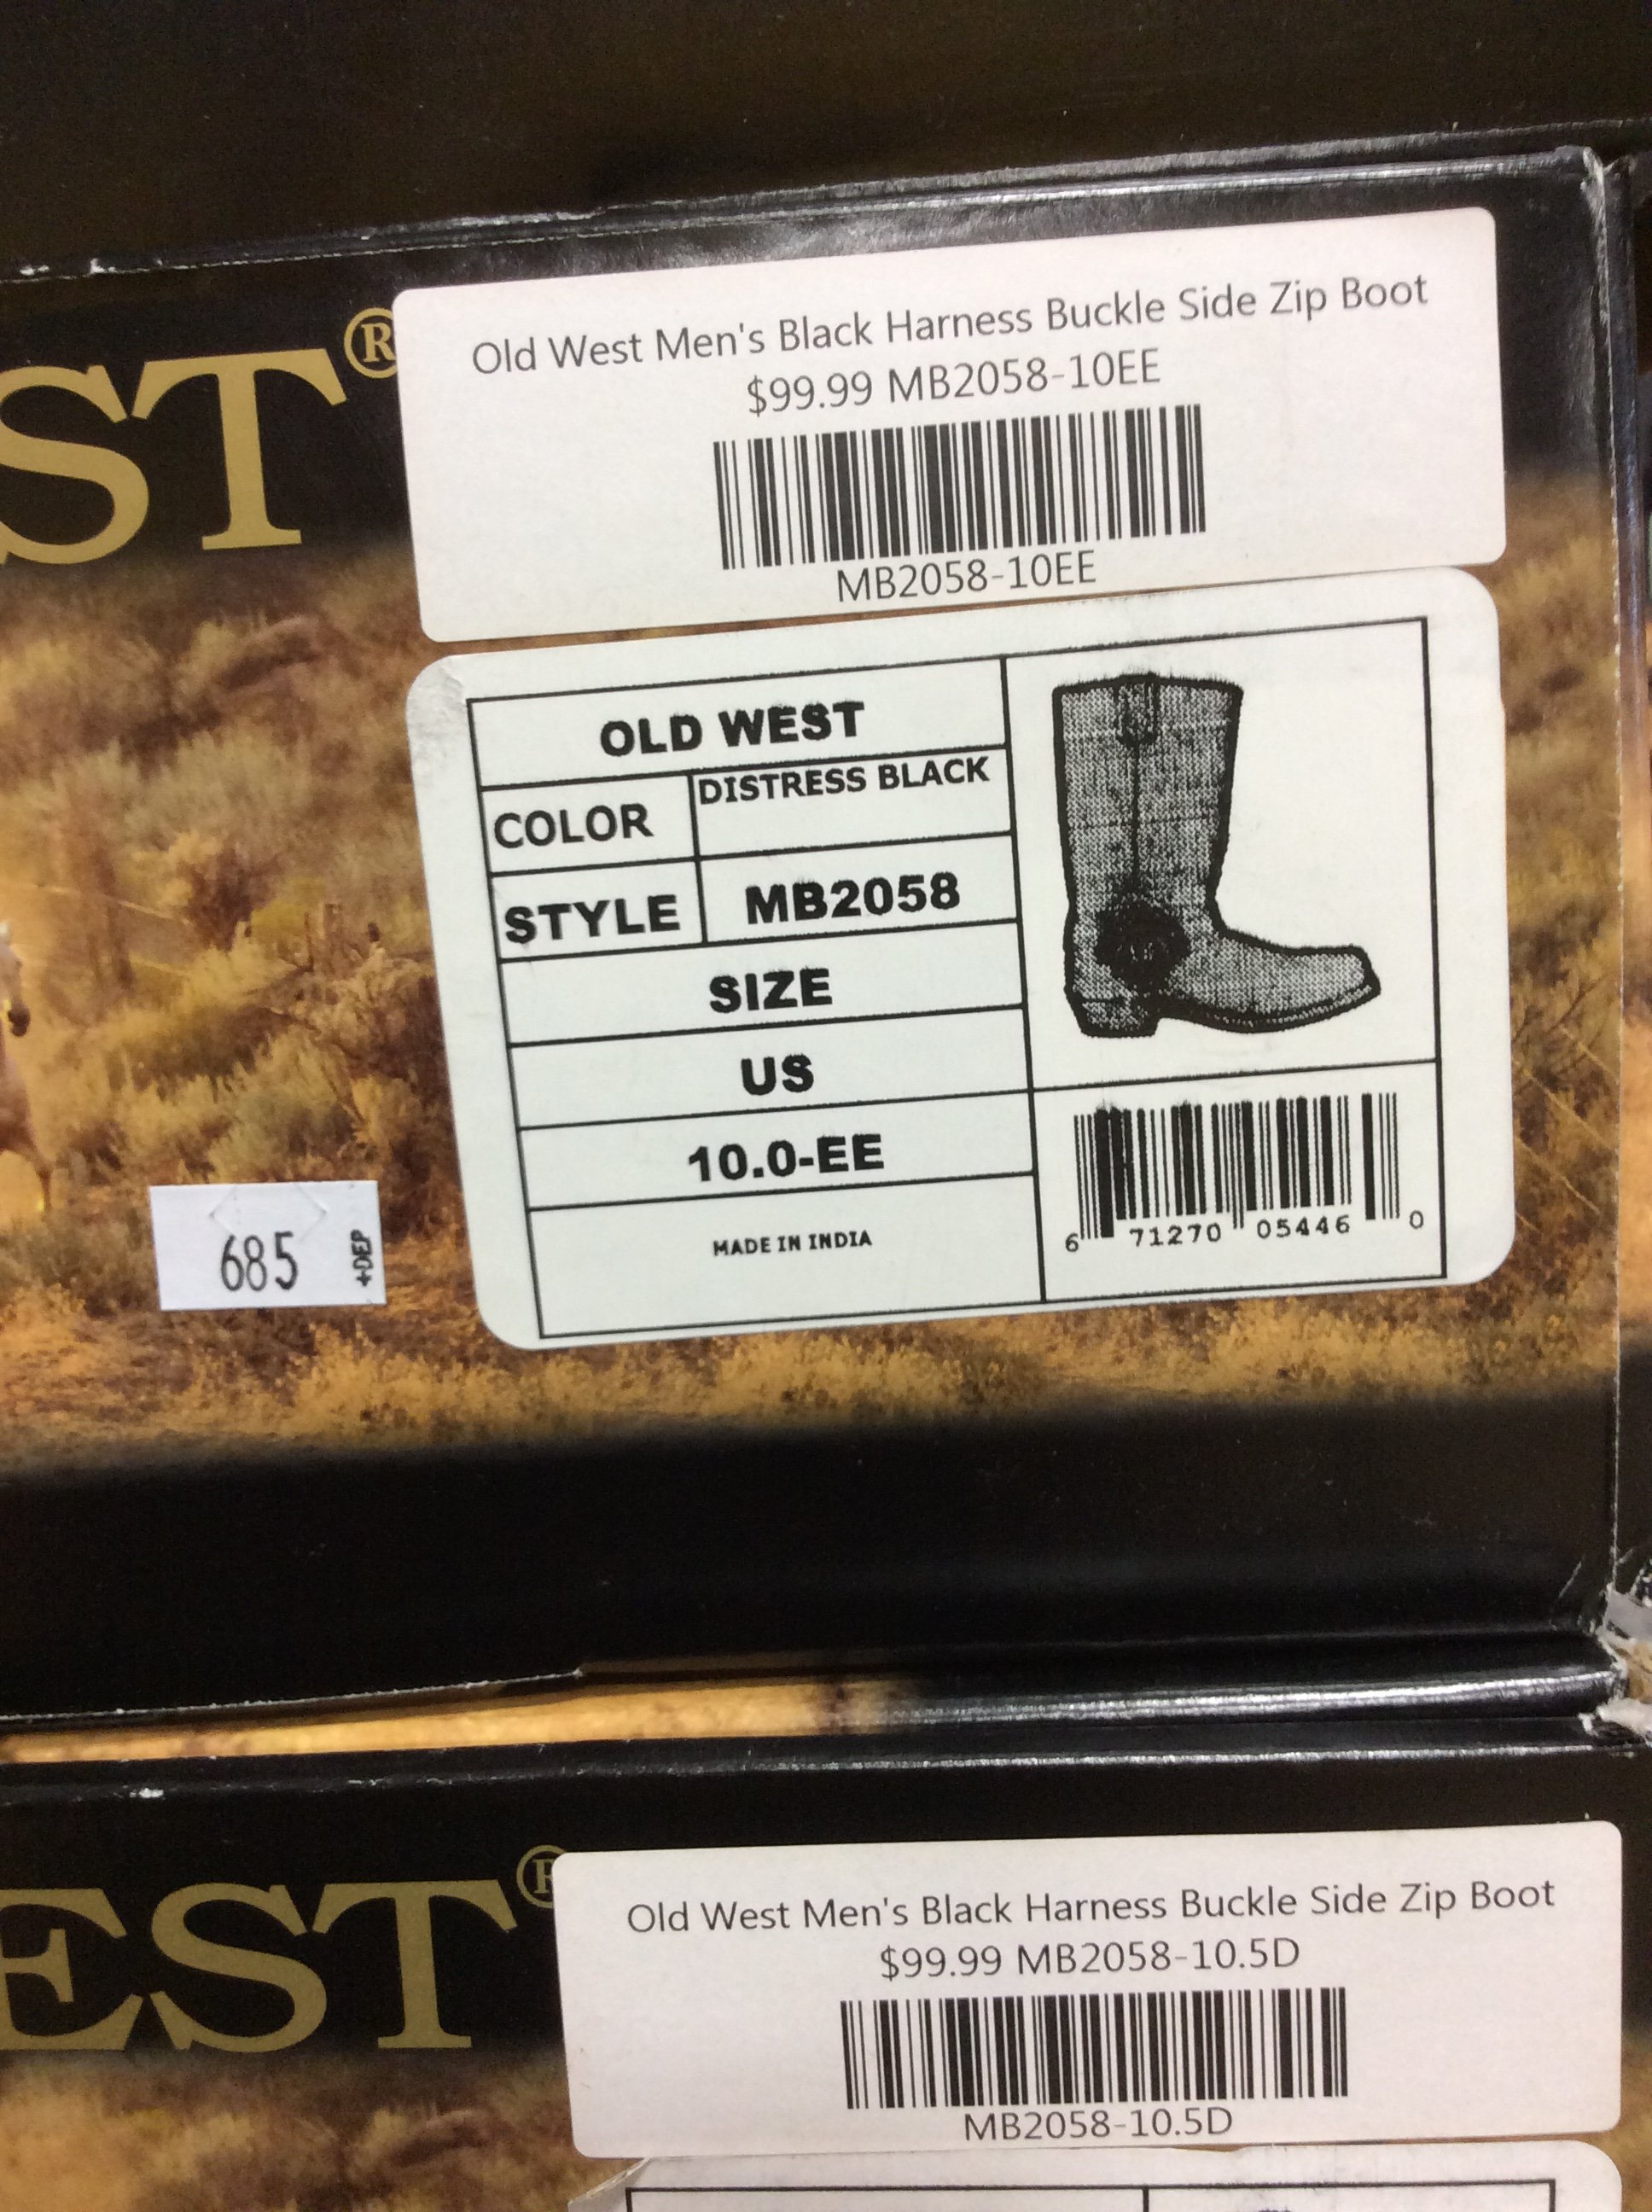 ST®
Old West Men's Black Harness Buckle Side Zip Boot
$99.99 MB2058-10EE
MB2058-10EE
OLD WEST
COLOR DISTRESS BLACK
STYLE MB2058
SIZE
US
10.0-EE
MADE IN INDIA
6 71270 05446 0
685 +DEP
EST®
Old West Men's Black Harness Buckle Side Zip Boot
$99.99 MB2058-10.5D
MB2058-10.5D